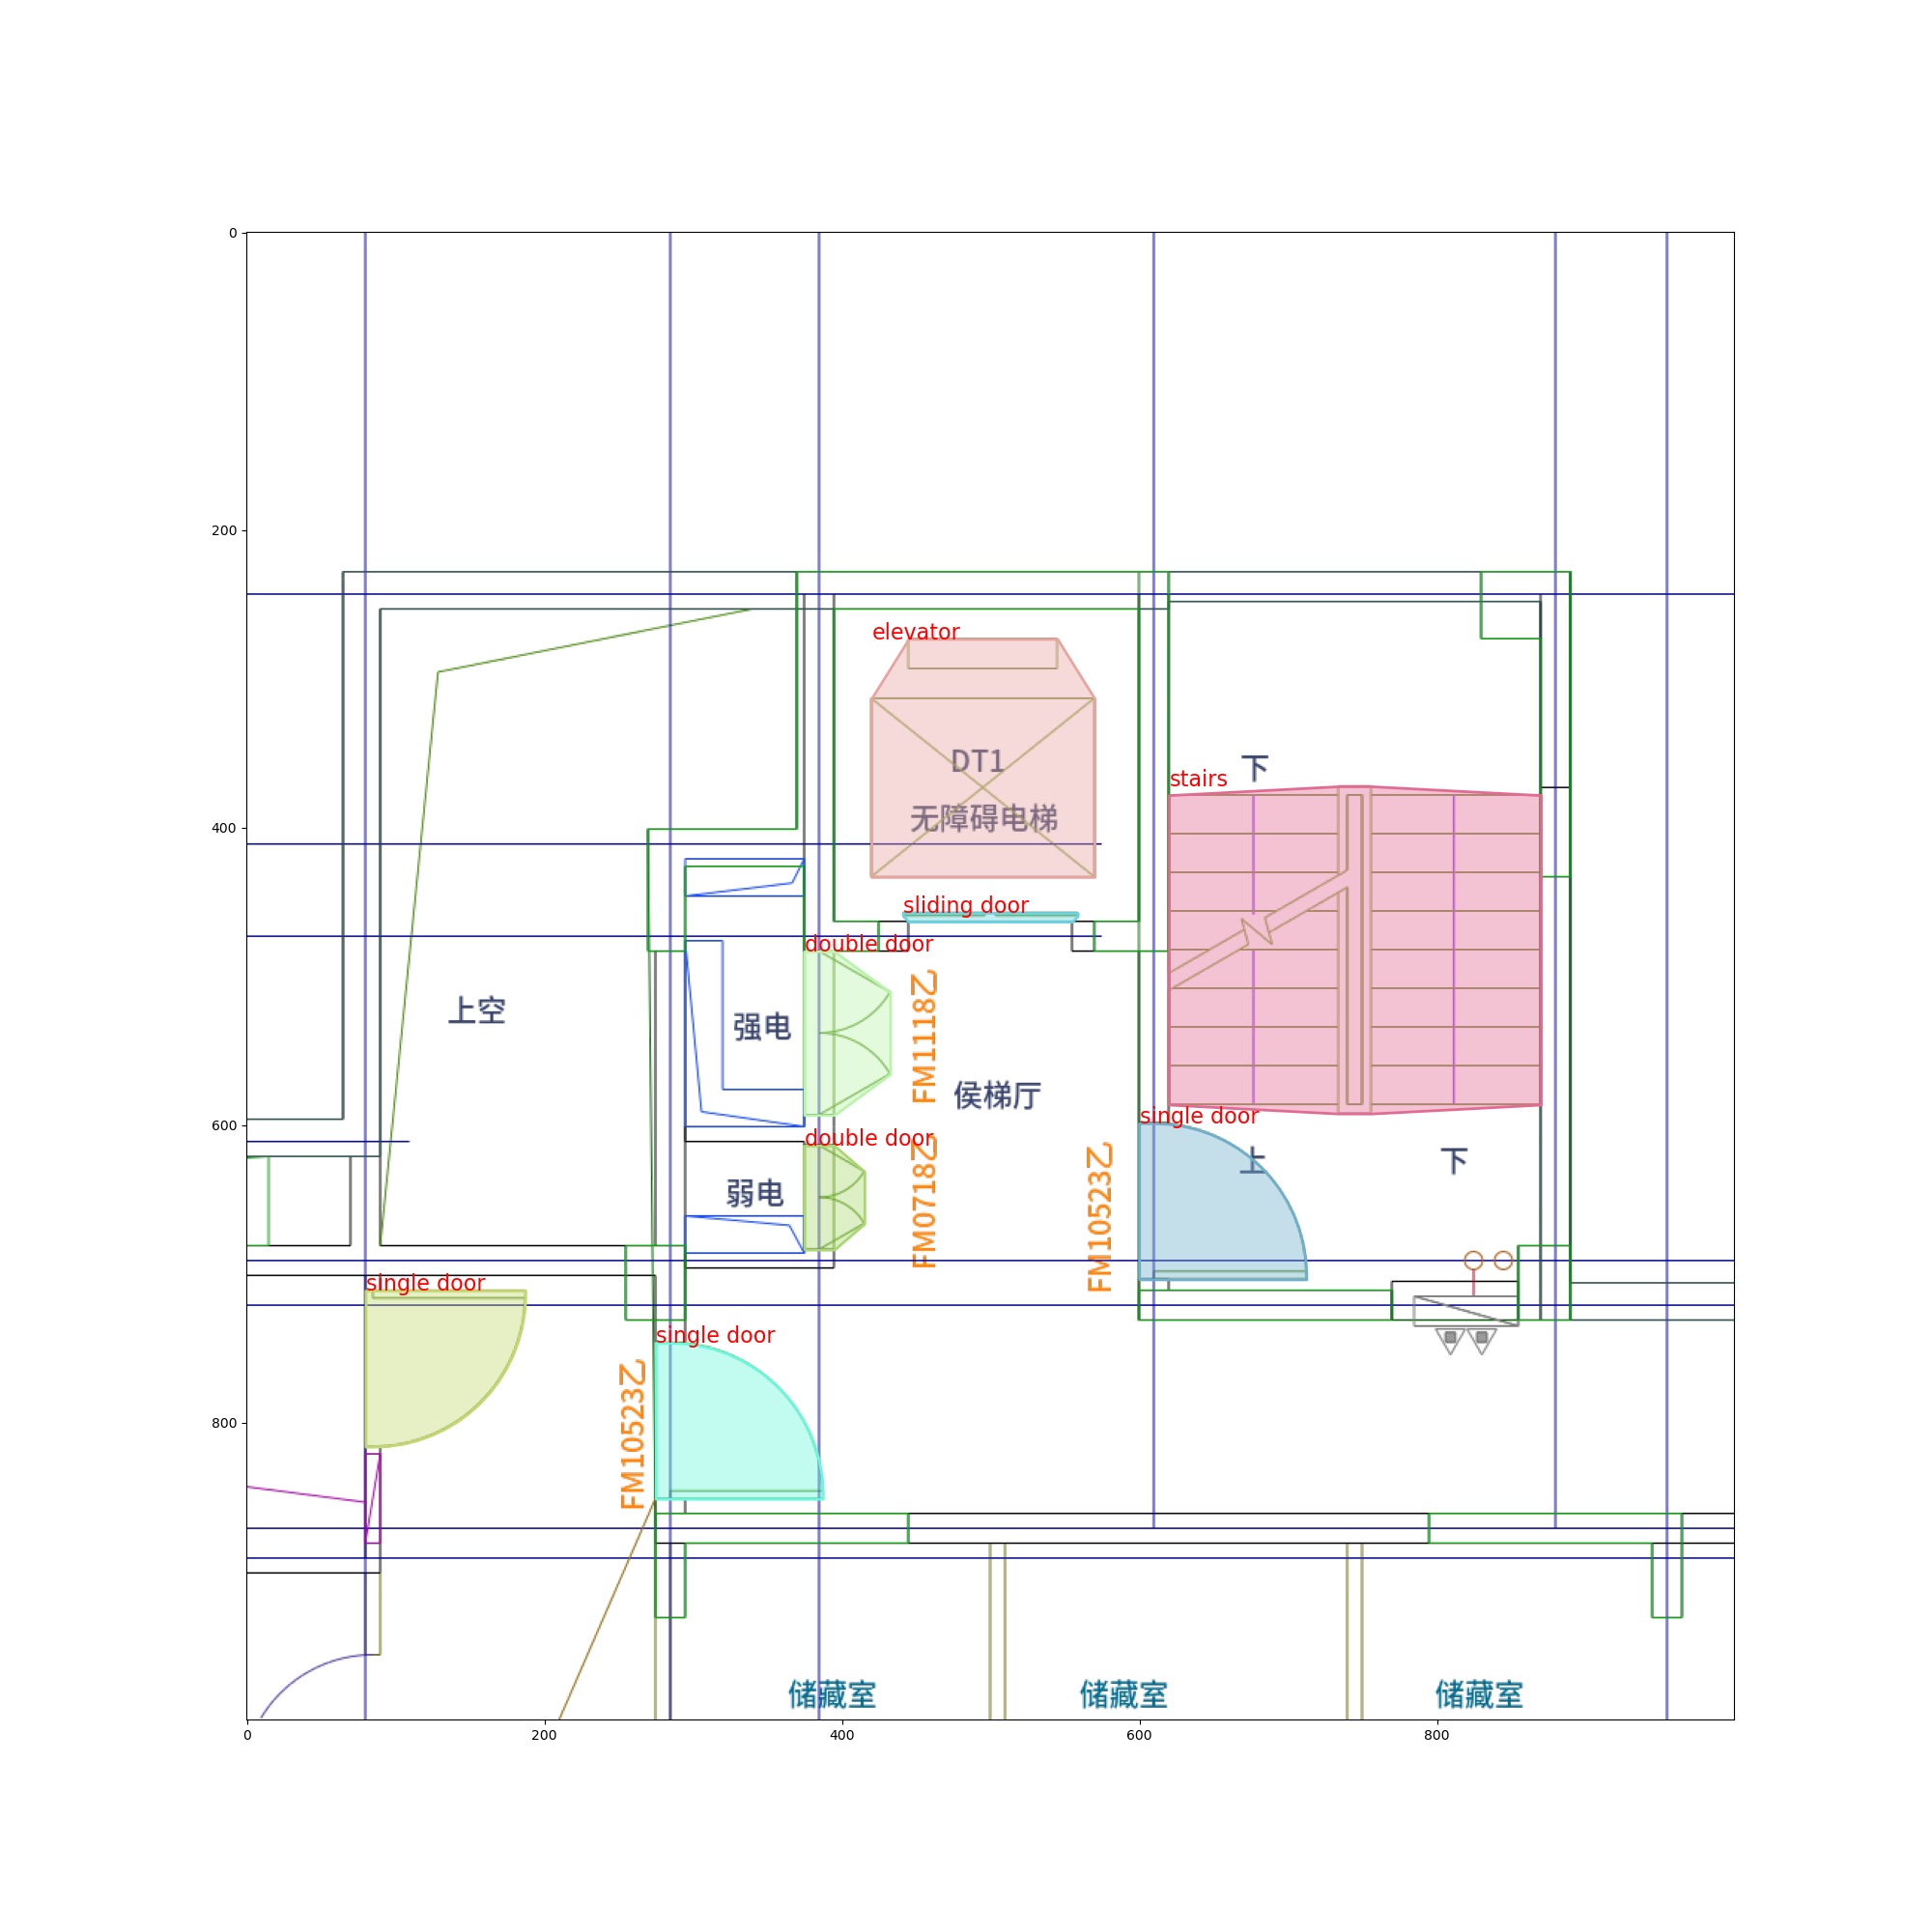 0
200
400
600
800
0
200
400
600
800
elevator
DT1
无障碍电梯
下
stairs
sliding door
double door
FM1118乙
上空
强电
侯梯厅
double door
FM0718乙
弱电
single door
FM10523乙
上
下
single door
single door
FM10523乙
储藏室
储藏室
储藏室